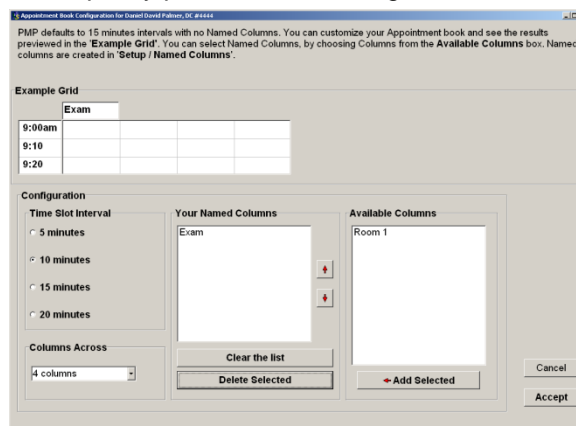 Appointment Book Configuration for Daniel David Palmer, DC #4444
PMP defaults to 15 minutes intervals with no Named Columns. You can customize your Appointment book and see the results
previewed in the 'Example Grid'. You can select Named Columns, by choosing Columns from the Available Columns box. Named
columns are created in 'Setup / Named Columns'.
Example Grid
Exam
9:00am
9:10
9:20
Configuration
Time Slot Interval
5 minutes
10 minutes
15 minutes
20 minutes
Columns Across
4 columns
Your Named Columns
Exam
Clear the list
Delete Selected
Available Columns
Room 1
Add Selected
Cancel
Accept